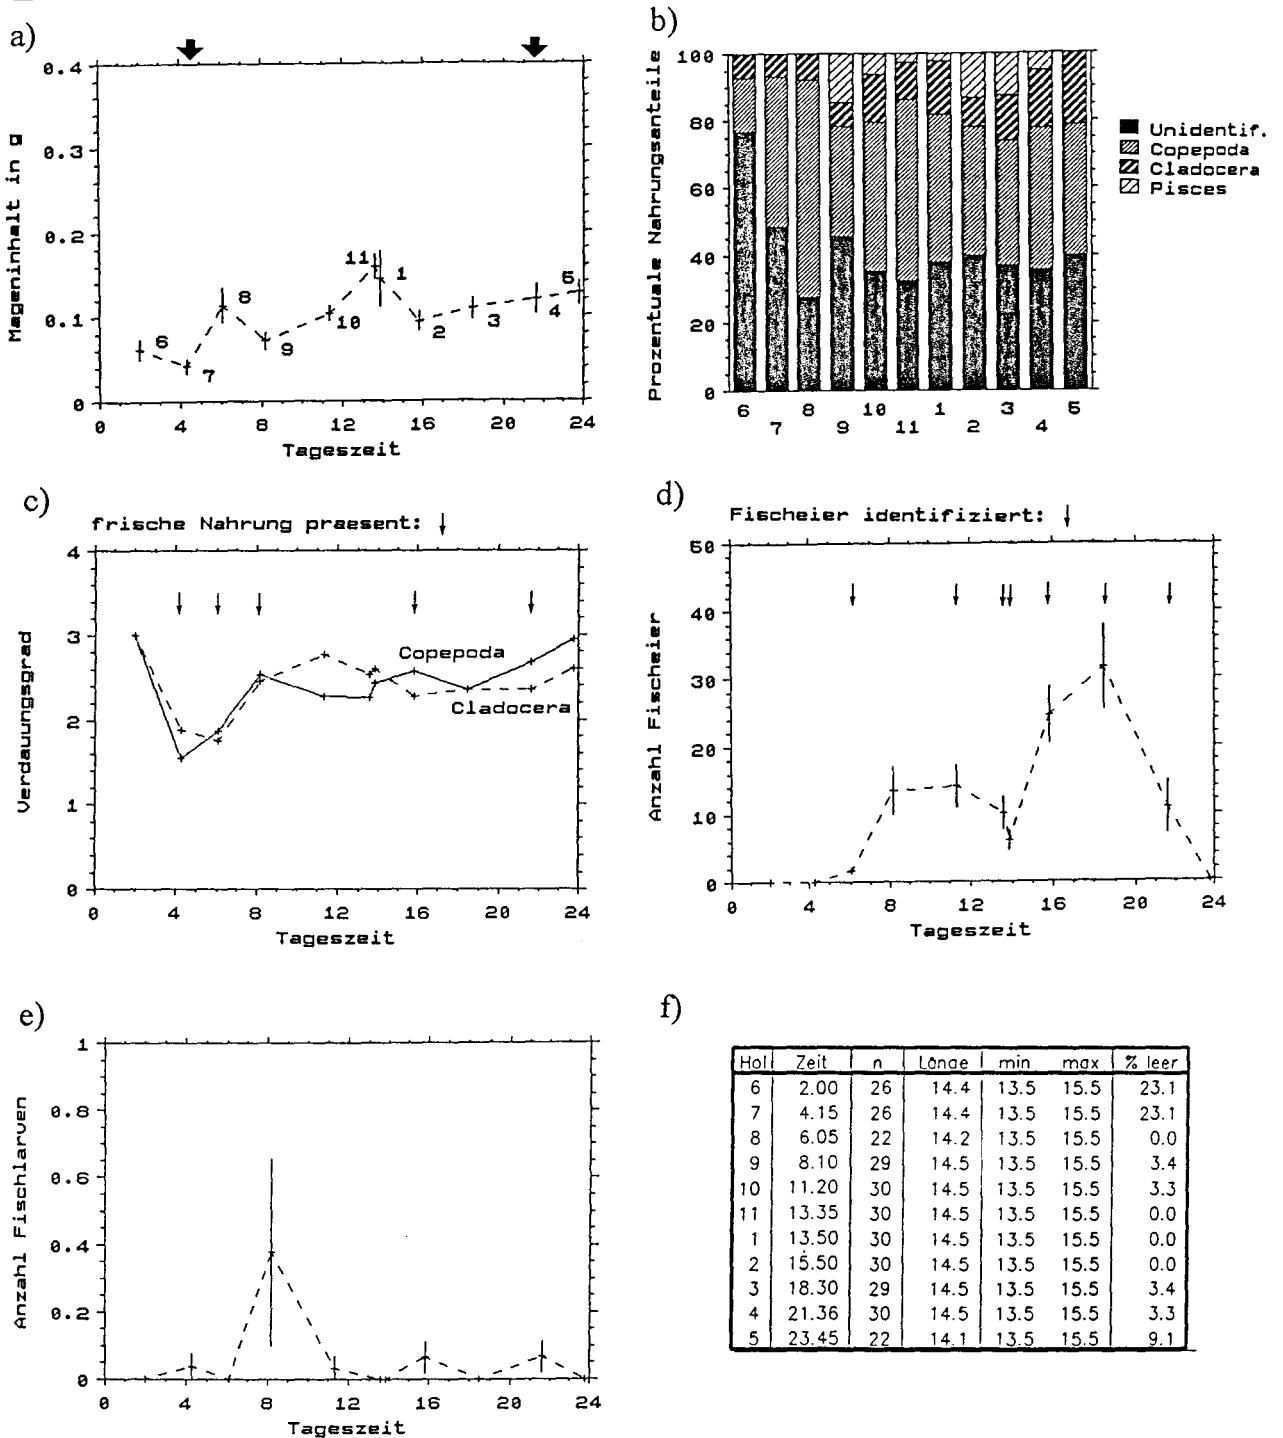 a)
Mageninhalt in g
0.4
0.3
0.2
0.1
0
6
7
8
9
10
11
1
2
3
4
5
0 4 8 12 16 20 24
Tageszeit
b)
Prozentuale Nahrungsanteile
100
80
60
40
20
0
6 7 8 9 10 11 1 2 3 4 5
Unidentif.
Copepoda
Cladocera
Pisces
c)
frische Nahrung praesent:
Verdauungsgrad
4
3
2
1
0
Copepoda
Cladocera
0 4 8 12 16 20 24
Tageszeit
d)
Fischeier identifiziert:
Anzahl Fischeier
50
40
30
20
10
0
0 4 8 12 16 20 24
Tageszeit
e)
Anzahl Fischlarven
1
0.8
0.6
0.4
0.2
0
0 4 8 12 16 20 24
Tageszeit
f)
Hol Zeit n Länge min max % leer
6 2.00 26 14.4 13.5 15.5 23.1
7 4.15 26 14.4 13.5 15.5 23.1
8 6.05 22 14.2 13.5 15.5 0.0
9 8.10 29 14.5 13.5 15.5 3.4
10 11.20 30 14.5 13.5 15.5 3.3
11 13.35 30 14.5 13.5 15.5 0.0
1 13.50 30 14.5 13.5 15.5 0.0
2 15.50 30 14.5 13.5 15.5 0.0
3 18.30 29 14.5 13.5 15.5 3.4
4 21.36 30 14.5 13.5 15.5 3.3
5 23.45 22 14.1 13.5 15.5 9.1